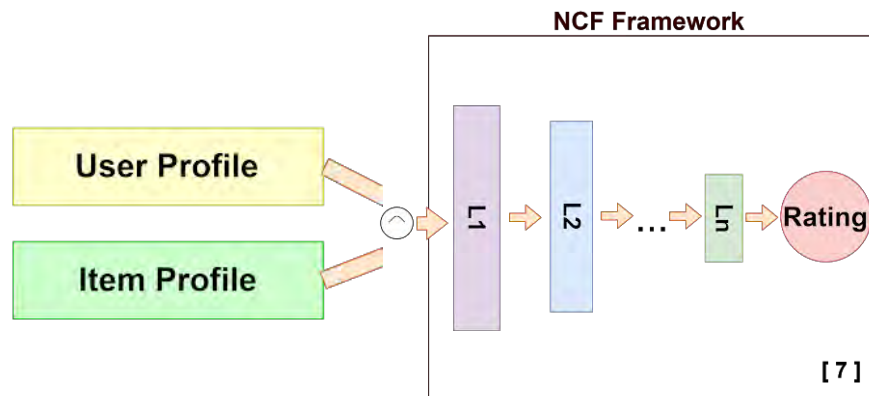 NCF Framework
User Profile
Item Profile
L1
L2
...
Ln
Rating
[ 7 ]